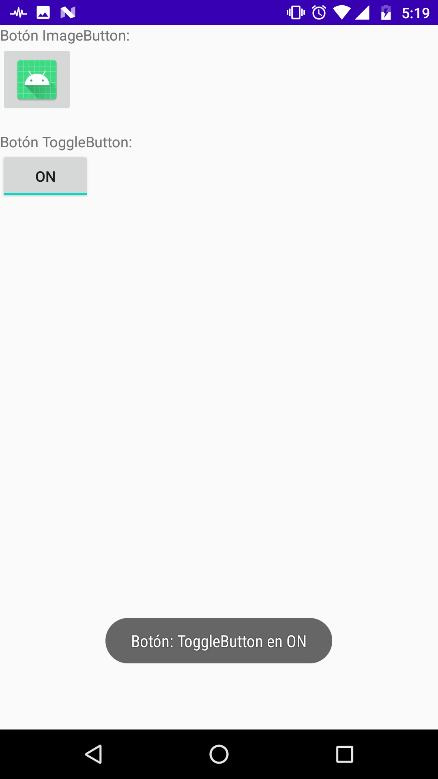 5:19
Botón ImageButton:
Botón ToggleButton:
ON
Botón: ToggleButton en ON